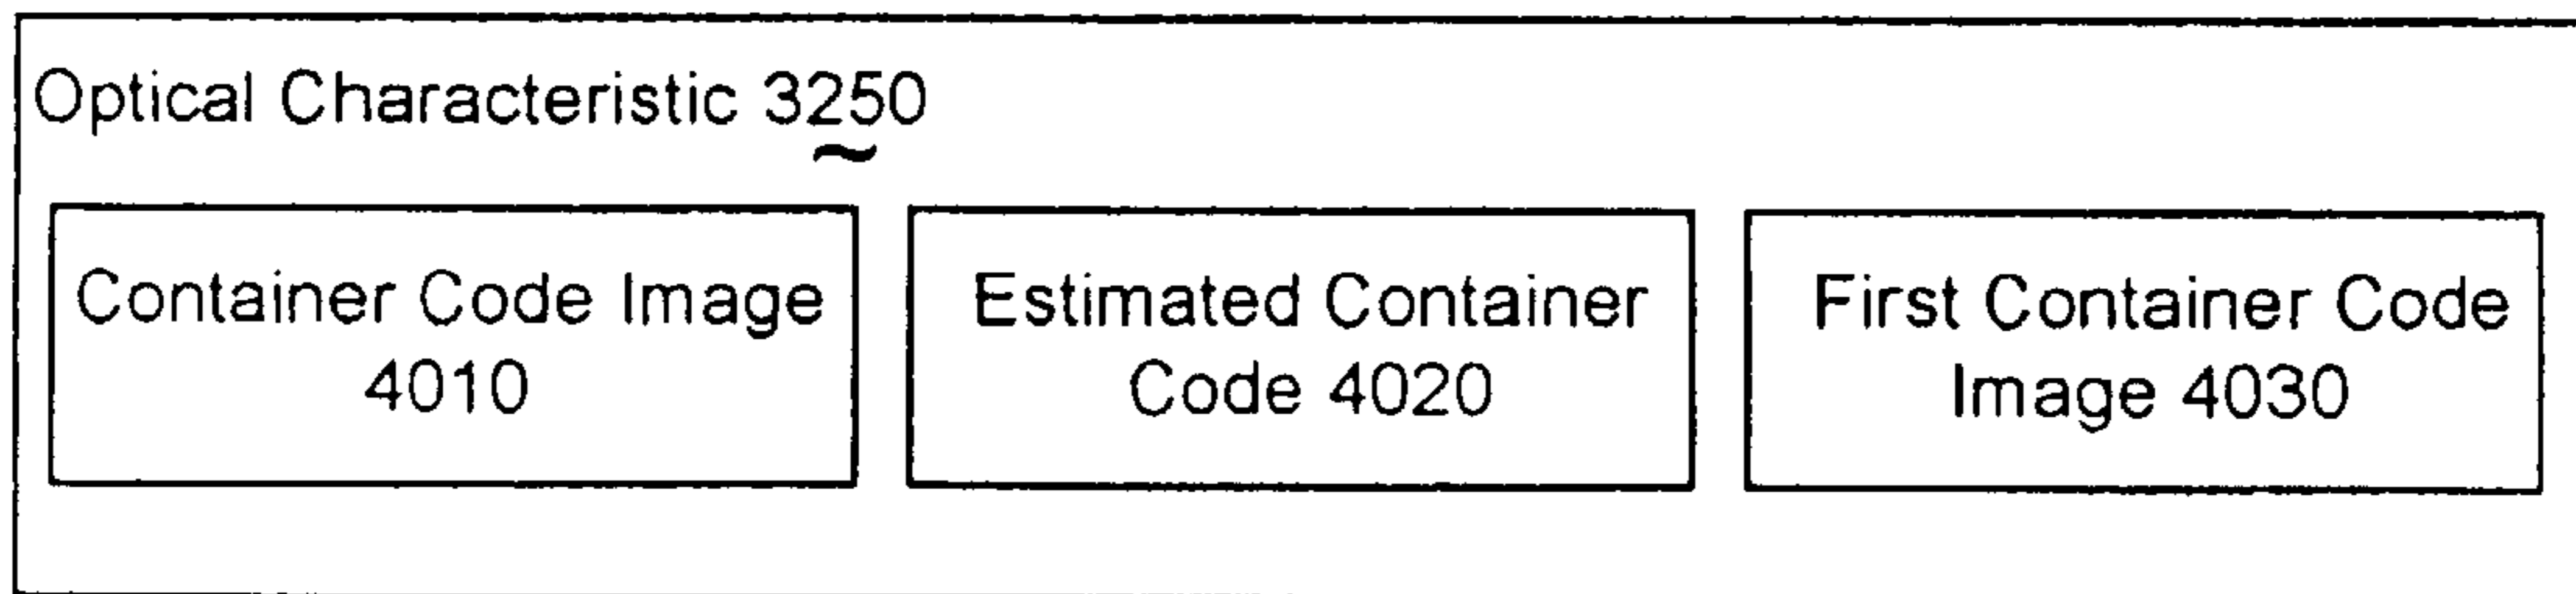 Optical Characteristic 3250
Container Code Image
4010
Estimated Container
Code 4020
First Container Code
Image 4030